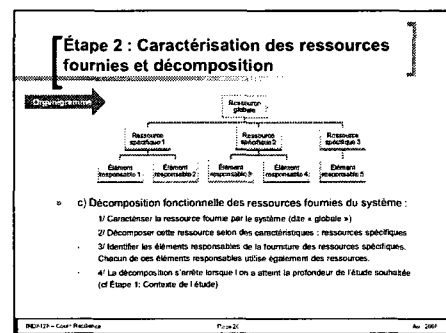 Étape 2 : Caractérisation des ressources
fournies et décomposition
Organigramme
Ressource
globale
Ressource
spécifique 1
Ressource
spécifique 2
Ressource
spécifique 3
Élément
responsable 1
Élément
responsable 2
Élément
responsable 3
Élément
responsable 4
Élément
responsable 5
» c) Décomposition fonctionnelle des ressources fournies du système :
1/ Caractériser la ressource fournie par le système (dite « globale »)
2/ Décomposer cette ressource selon des caractéristiques : ressources spécifiques
3/ Identifier les éléments responsables de la fourniture des ressources spécifiques.
Chacun de ces éléments responsables utilise également des ressources.
4/ La décomposition s'arrête lorsque l on a atteint la profondeur de l'étude souhaitée
(cf Étape 1: Contexte de l étude)
– Cours Résilience
Page 20